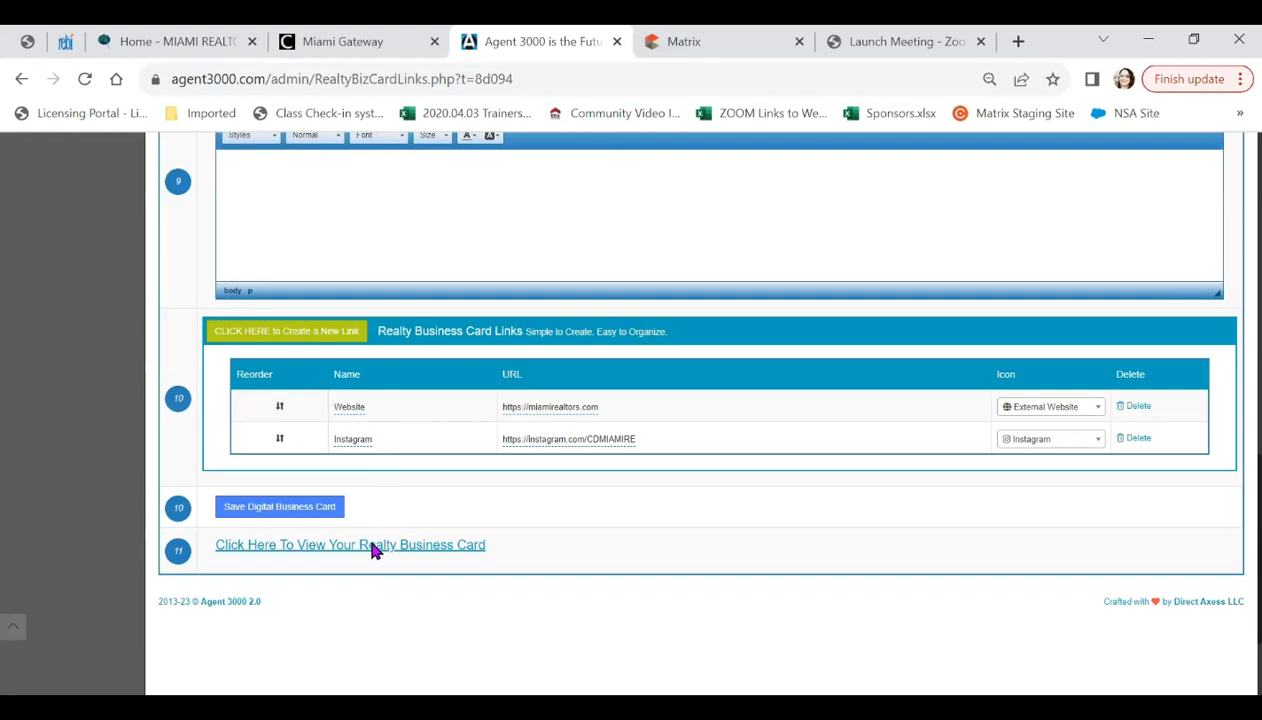 rebi
Home - MIAMI REALTO
Miami Gateway
Agent 3000 is the Futu
Matrix
Launch Meeting - Zoo
agent3000.com/admin/RealtyBizCardLinks.php?t=8d094
Finish update
Licensing Portal - Li...
Imported
Class Check-in syst...
2020.04.03 Trainers...
Community Video I...
ZOOM Links to We...
Sponsors.xlsx
Matrix Staging Site
NSA Site
»
Styles Normal Font Size A A
9
body p
CLICK HERE to Create a New Link Realty Business Card Links Simple to Create. Easy to Organize.
Reorder Name URL Icon Delete
10
Website https://miamirealtors.com External Website Delete
Instagram https://instagram.com/CDMIAMIRE Instagram Delete
10 Save Digital Business Card
11 Click Here To View Your Realty Business Card
2013-23 © Agent 3000 2.0
Crafted with ❤ by Direct Axess LLC